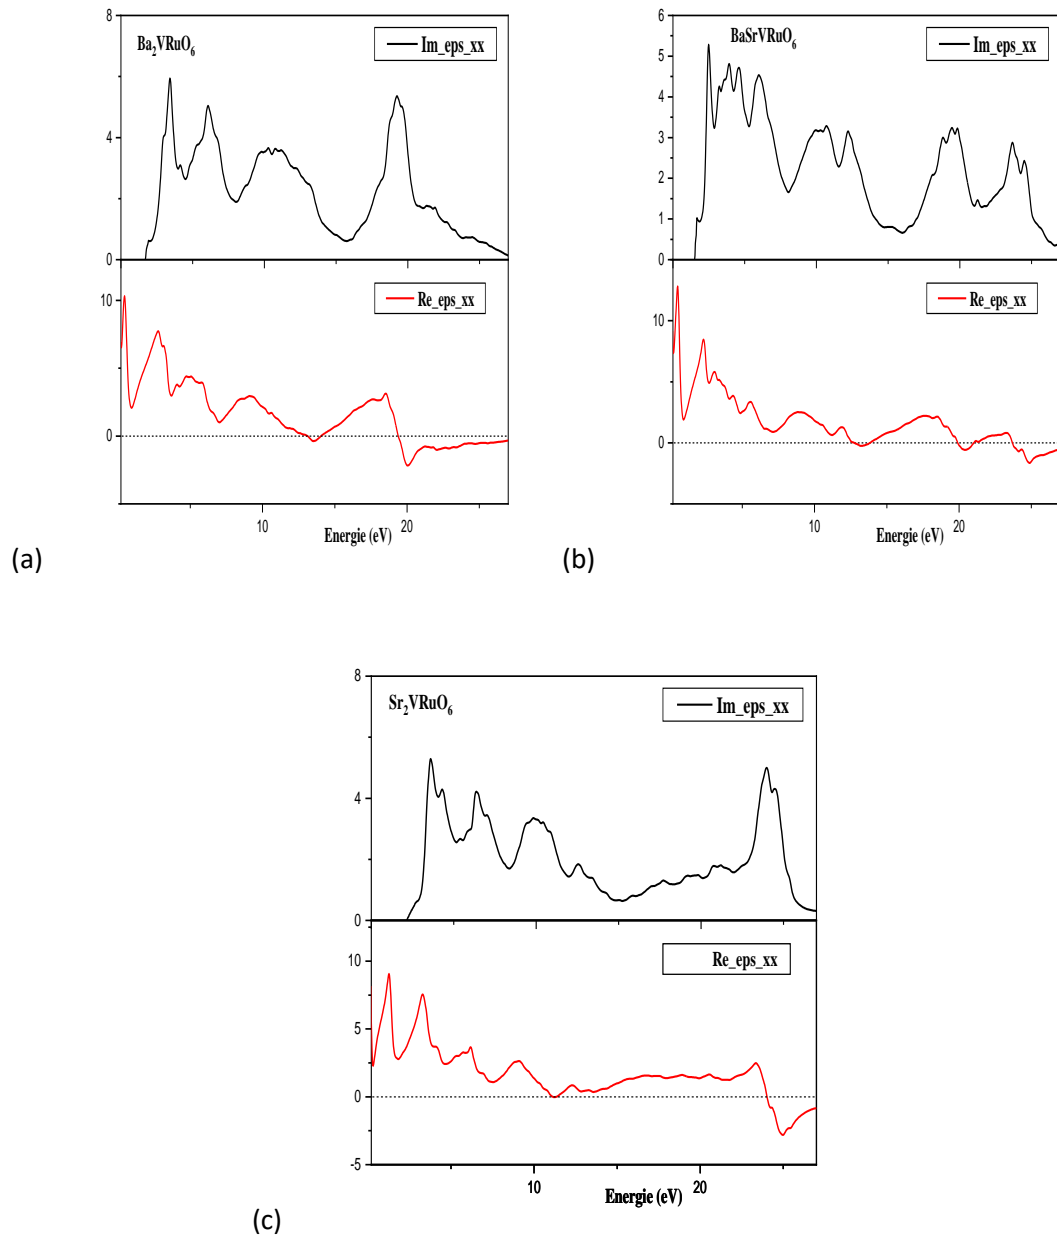 8
Ba₂VRuO₆
Im_eps_xx
4
0
10
Re_eps_xx
0
10
20
Energie (eV)
(a)
6
BaSrVRuO₆
Im_eps_xx
5
4
3
2
1
0
Re_eps_xx
10
0
10
20
Energie (eV)
(b)
8
Sr₂VRuO₆
Im_eps_xx
4
0
10
Re_eps_xx
5
0
-5
10
20
Energie (eV)
(c)